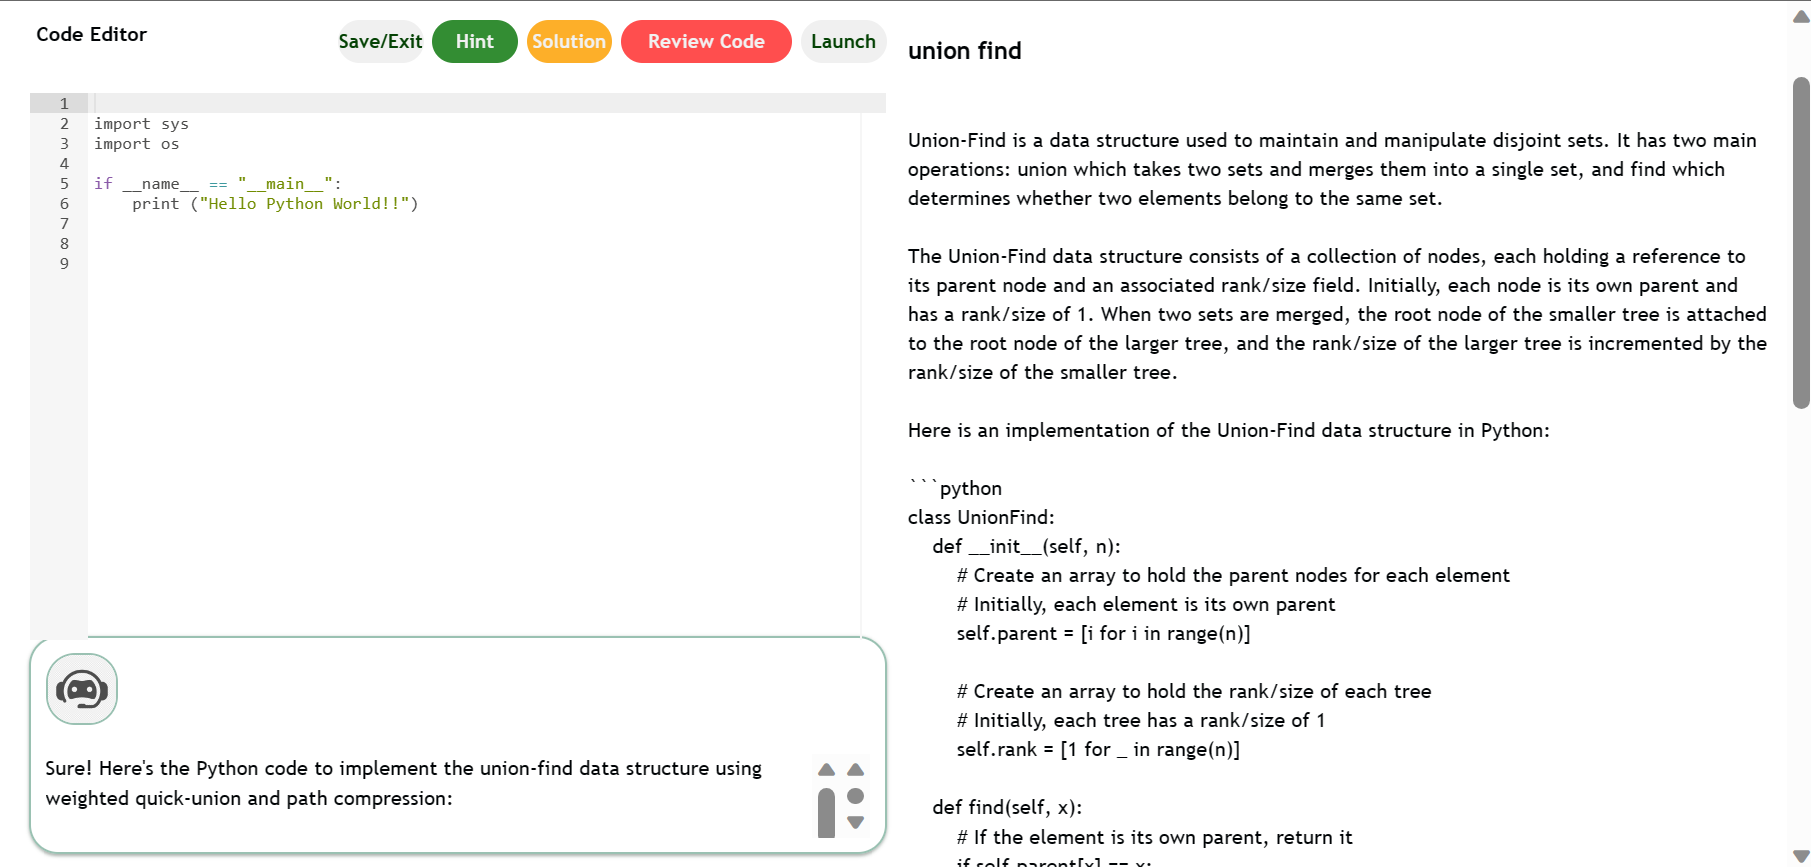 Code Editor
Save/Exit
Hint
Solution
Review Code
Launch
1
2 import sys
3 import os
4
5 if __name__ == "__main__":
6     print ("Hello Python World!!")
7
8
9
Sure! Here's the Python code to implement the union-find data structure using
weighted quick-union and path compression:
union find
Union-Find is a data structure used to maintain and manipulate disjoint sets. It has two main
operations: union which takes two sets and merges them into a single set, and find which
determines whether two elements belong to the same set.
The Union-Find data structure consists of a collection of nodes, each holding a reference to
its parent node and an associated rank/size field. Initially, each node is its own parent and
has a rank/size of 1. When two sets are merged, the root node of the smaller tree is attached
to the root node of the larger tree, and the rank/size of the larger tree is incremented by the
rank/size of the smaller tree.
Here is an implementation of the Union-Find data structure in Python:
```python
class UnionFind:
    def __init__(self, n):
        # Create an array to hold the parent nodes for each element
        # Initially, each element is its own parent
        self.parent = [i for i in range(n)]
        # Create an array to hold the rank/size of each tree
        # Initially, each tree has a rank/size of 1
        self.rank = [1 for _ in range(n)]
    def find(self, x):
        # If the element is its own parent, return it
        if self.parent[x] == x: